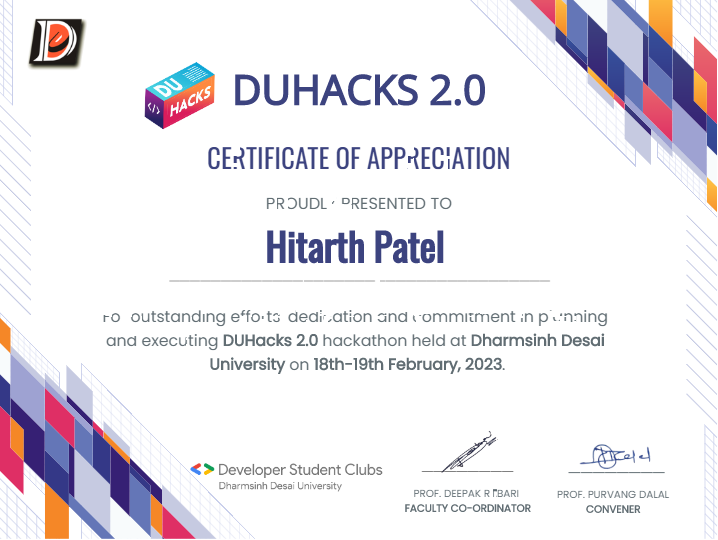 DU
HACKS
</>
DUHACKS 2.0
CERTIFICATE OF APPRECIATION
PROUDLY PRESENTED TO
Hitarth Patel
For outstanding efforts dedication and commitment in planning
and executing DUHacks 2.0 hackathon held at Dharmsinh Desai
University on 18th-19th February, 2023.
Developer Student Clubs
Dharmsinh Desai University
PROF. DEEPAK RABARI
FACULTY CO-ORDINATOR
PROF. PURVANG DALAL
CONVENER